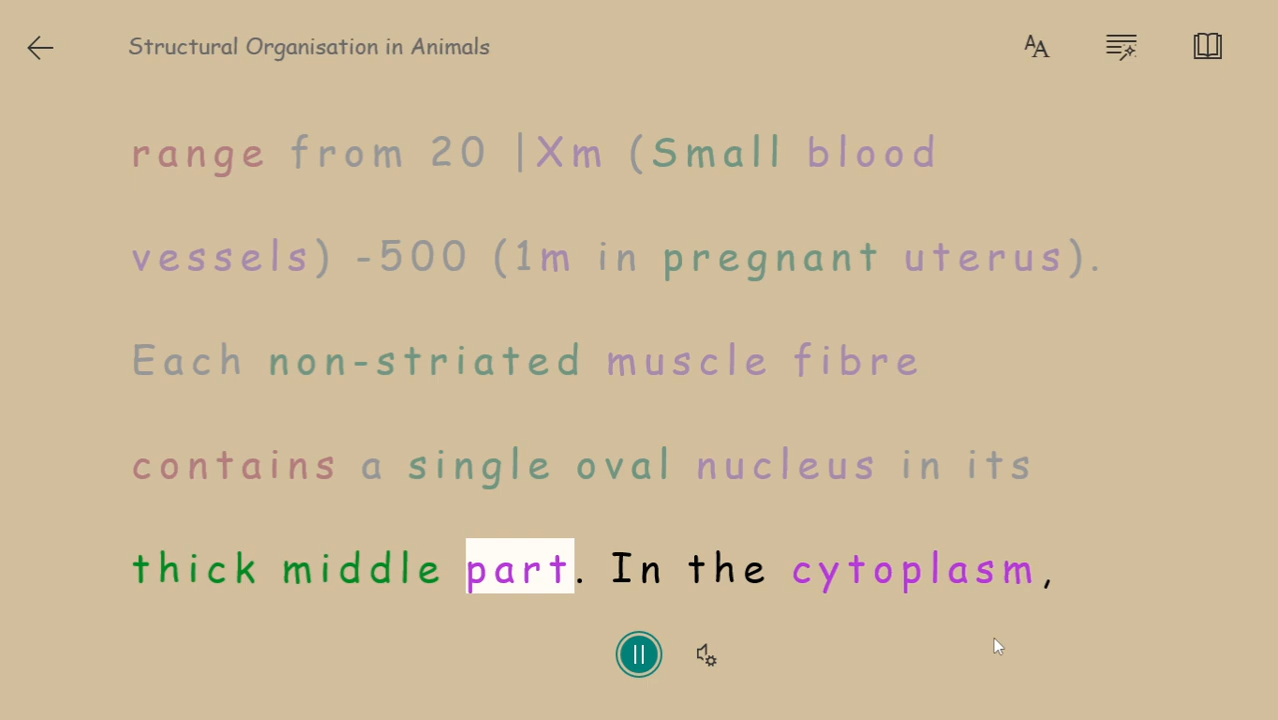 Structural Organisation in Animals
range from 20 |Xm (Small blood
vessels) -500 (1m in pregnant uterus).
Each non-striated muscle fibre
contains a single oval nucleus in its
thick middle part. In the cytoplasm,